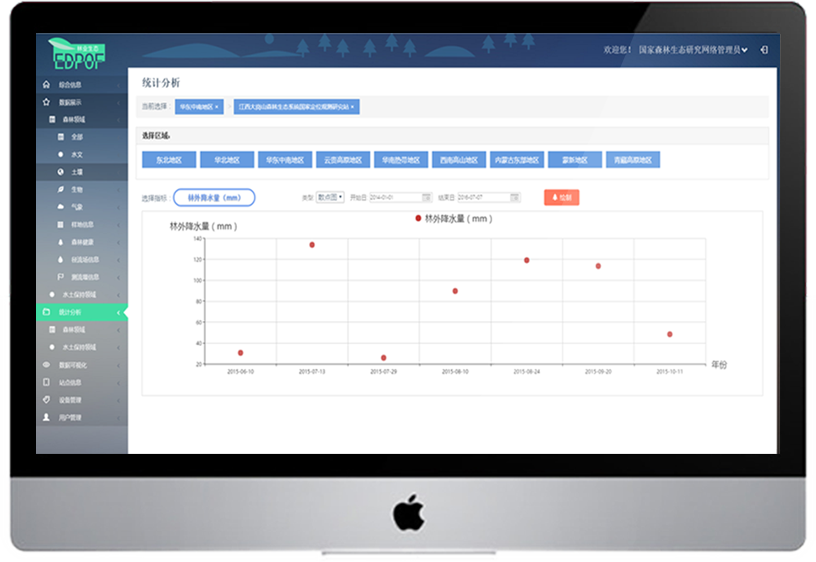 林业生态
EDPOF
欢迎您！ 国家森林生态研究网络管理员
综合信息
数据展示
森林领域
全部
水文
土壤
生物
气象
样地信息
森林健康
径流场信息
测流堰信息
水土保持领域
统计分析
森林领域
水土保持领域
数据可视化
站点信息
设备管理
用户管理
统计分析
当前选择： 华东中南地区 × 江西大岗山森林生态系统国家定位观测研究站 ×
选择区域：
东北地区 华北地区 华东中南地区 云贵高原地区 华南热带地区 西南高山地区 内蒙古东部地区 蒙新地区 青藏高原地区
选择指标 林外降水量（mm） 类型 散点图 开始日 2014-01-01 结束日 2016-07-07 绘制
林外降水量（mm）
林外降水量（mm）
140
120
100
80
60
40
20
2015-06-10 2015-07-13 2015-07-29 2015-08-10 2015-08-24 2015-09-20 2015-10-11
年份